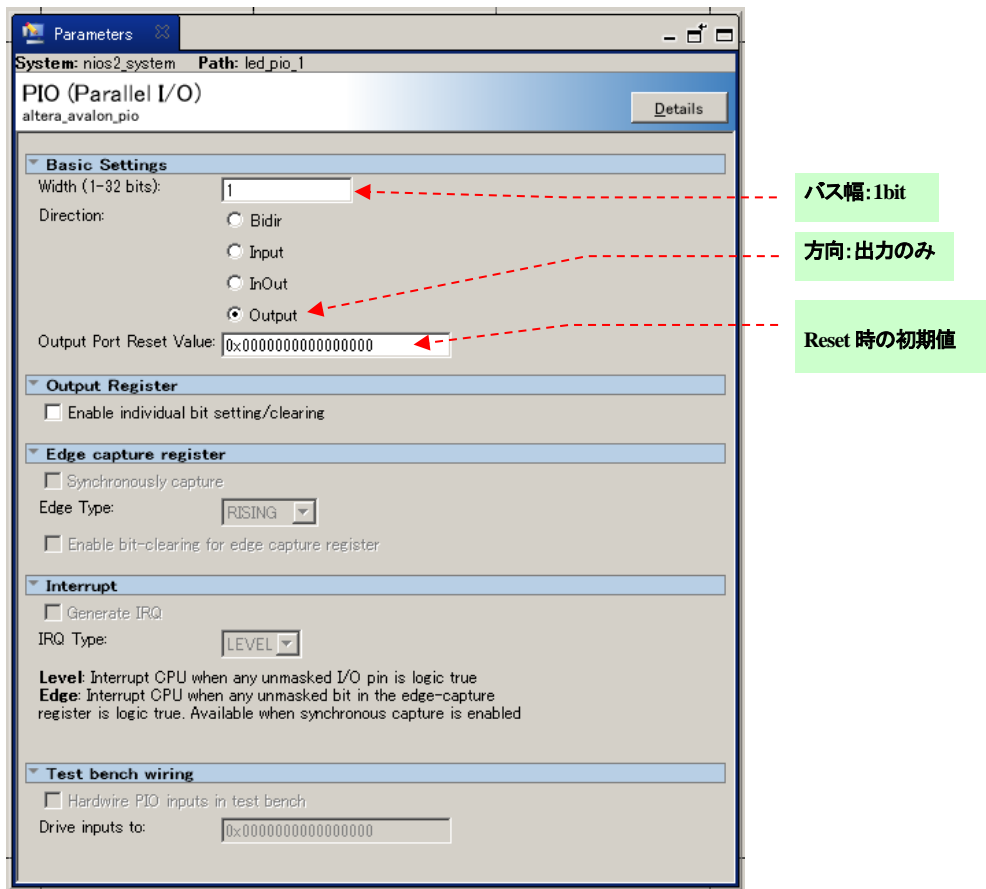 Parameters
System: nios2_system Path: led_pio_1
PIO (Parallel I/O)
altera_avalon_pio
Details
Basic Settings
Width (1-32 bits): 1
バス幅：1bit
Direction:
Bidir
方向：出力のみ
Input
InOut
Output
Output Port Reset Value: 0x0000000000000000
Reset 時の初期値
Output Register
Enable individual bit setting/clearing
Edge capture register
Synchronously capture
Edge Type: RISING
Enable bit-clearing for edge capture register
Interrupt
Generate IRQ
IRQ Type: LEVEL
Level: Interrupt CPU when any unmasked I/O pin is logic true
Edge: Interrupt CPU when any unmasked bit in the edge-capture
register is logic true. Available when synchronous capture is enabled
Test bench wiring
Hardwire PIO inputs in test bench
Drive inputs to: 0x0000000000000000